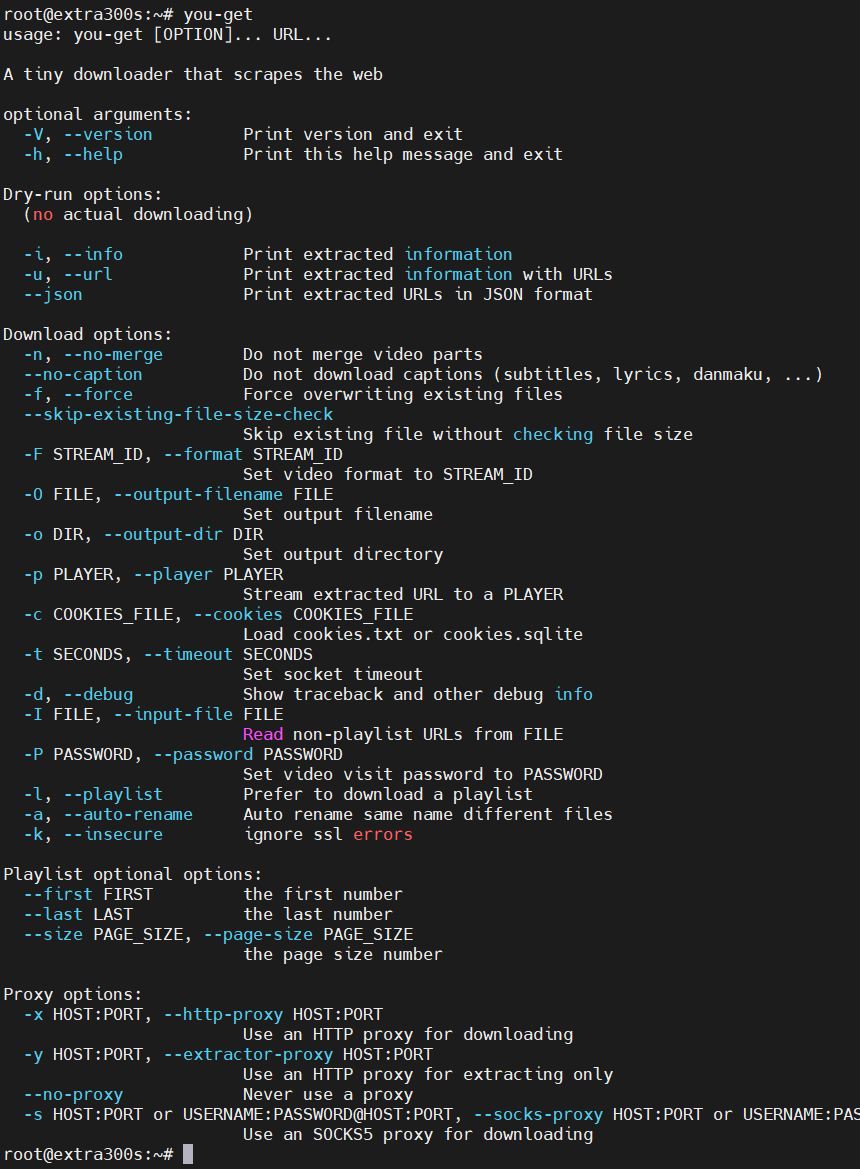 root@extra300s:~# you-get
usage: you-get [OPTION]... URL...
A tiny downloader that scrapes the web
optional arguments:
-V, --version Print version and exit
-h, --help Print this help message and exit
Dry-run options:
(no actual downloading)
-i, --info Print extracted information
-u, --url Print extracted information with URLs
--json Print extracted URLs in JSON format
Download options:
-n, --no-merge Do not merge video parts
--no-caption Do not download captions (subtitles, lyrics, danmaku, ...)
-f, --force Force overwriting existing files
--skip-existing-file-size-check
Skip existing file without checking file size
-F STREAM_ID, --format STREAM_ID
Set video format to STREAM_ID
-O FILE, --output-filename FILE
Set output filename
-o DIR, --output-dir DIR
Set output directory
-p PLAYER, --player PLAYER
Stream extracted URL to a PLAYER
-c COOKIES_FILE, --cookies COOKIES_FILE
Load cookies.txt or cookies.sqlite
-t SECONDS, --timeout SECONDS
Set socket timeout
-d, --debug Show traceback and other debug info
-I FILE, --input-file FILE
Read non-playlist URLs from FILE
-P PASSWORD, --password PASSWORD
Set video visit password to PASSWORD
-l, --playlist Prefer to download a playlist
-a, --auto-rename Auto rename same name different files
-k, --insecure ignore ssl errors
Playlist optional options:
--first FIRST the first number
--last LAST the last number
--size PAGE_SIZE, --page-size PAGE_SIZE
the page size number
Proxy options:
-x HOST:PORT, --http-proxy HOST:PORT
Use an HTTP proxy for downloading
-y HOST:PORT, --extractor-proxy HOST:PORT
Use an HTTP proxy for extracting only
--no-proxy Never use a proxy
-s HOST:PORT or USERNAME:PASSWORD@HOST:PORT, --socks-proxy HOST:PORT or USERNAME:PAS
Use an SOCKS5 proxy for downloading
root@extra300s:~#